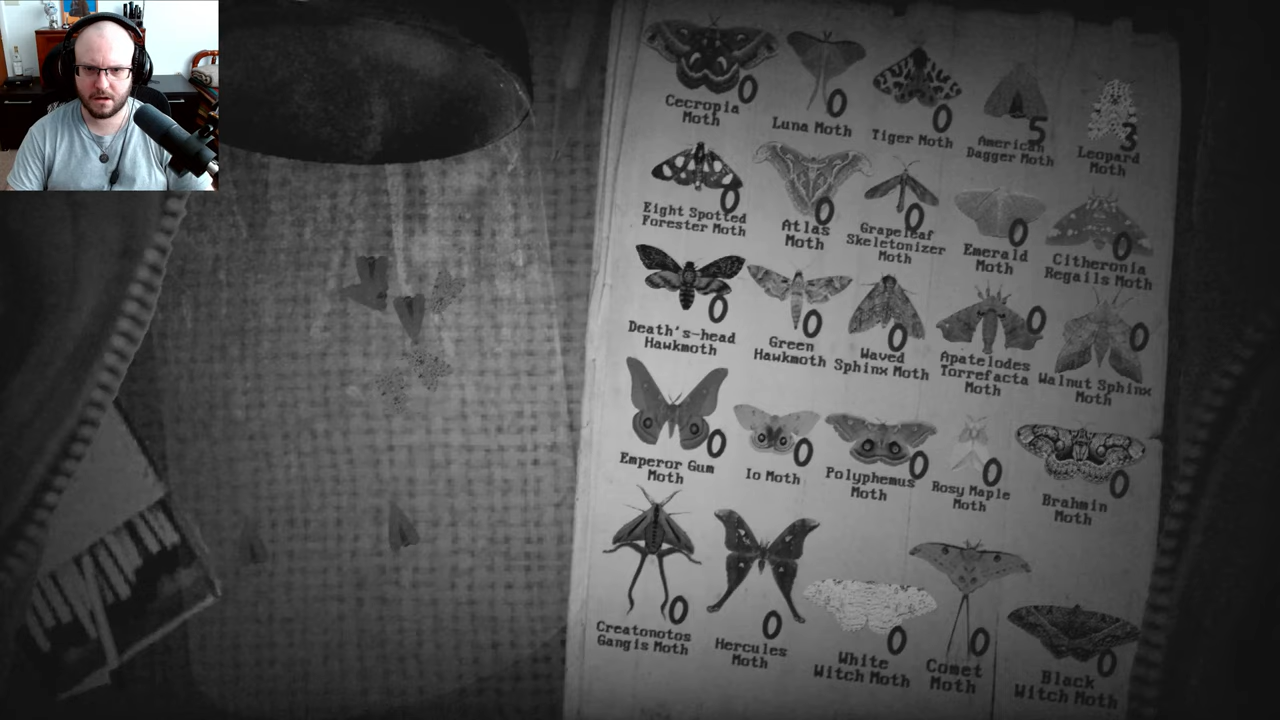 0
Cecropia
Moth
0
Luna Moth
0
Tiger Moth
5
American
Dagger Moth
3
Leopard
Moth
0
Eight Spotted
Forester Moth
0
Atlas
Moth
0
Grapeleaf
Skeletonizer
Moth
0
Emerald
Moth
0
Citheronia
Regails Moth
0
Death's-head
Hawkmoth
0
Green
Hawkmoth
0
Waved
Sphinx Moth
0
Apatelodes
Torrefacta
Moth
0
Walnut Sphinx
Moth
0
Emperor Gum
Moth
0
Io Moth
0
Polyphemus
Moth
0
Rosy Maple
Moth
0
Brahmin
Moth
0
Creatonotos
Gangis Moth
0
Hercules
Moth
0
White
Witch Moth
0
Comet
Moth
0
Black
Witch Moth